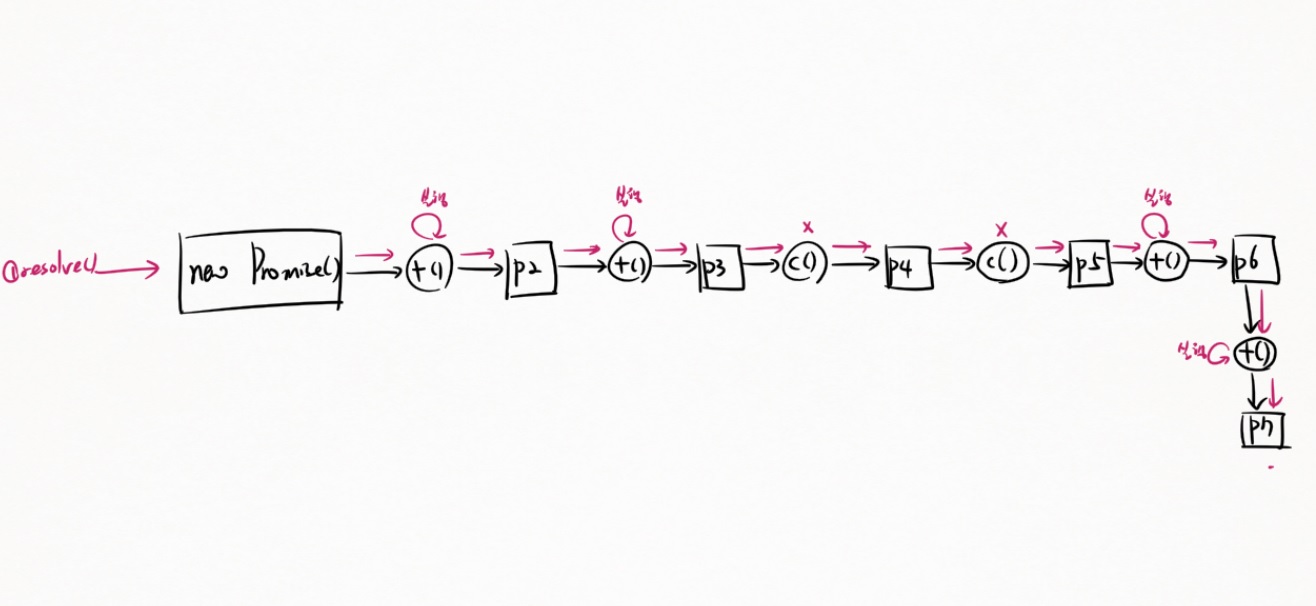 실행 실행 실행
x x
①resolve() new Promise() t() p2 t() p3 c() p4 c() p5 t() p6
실행 t()
p7